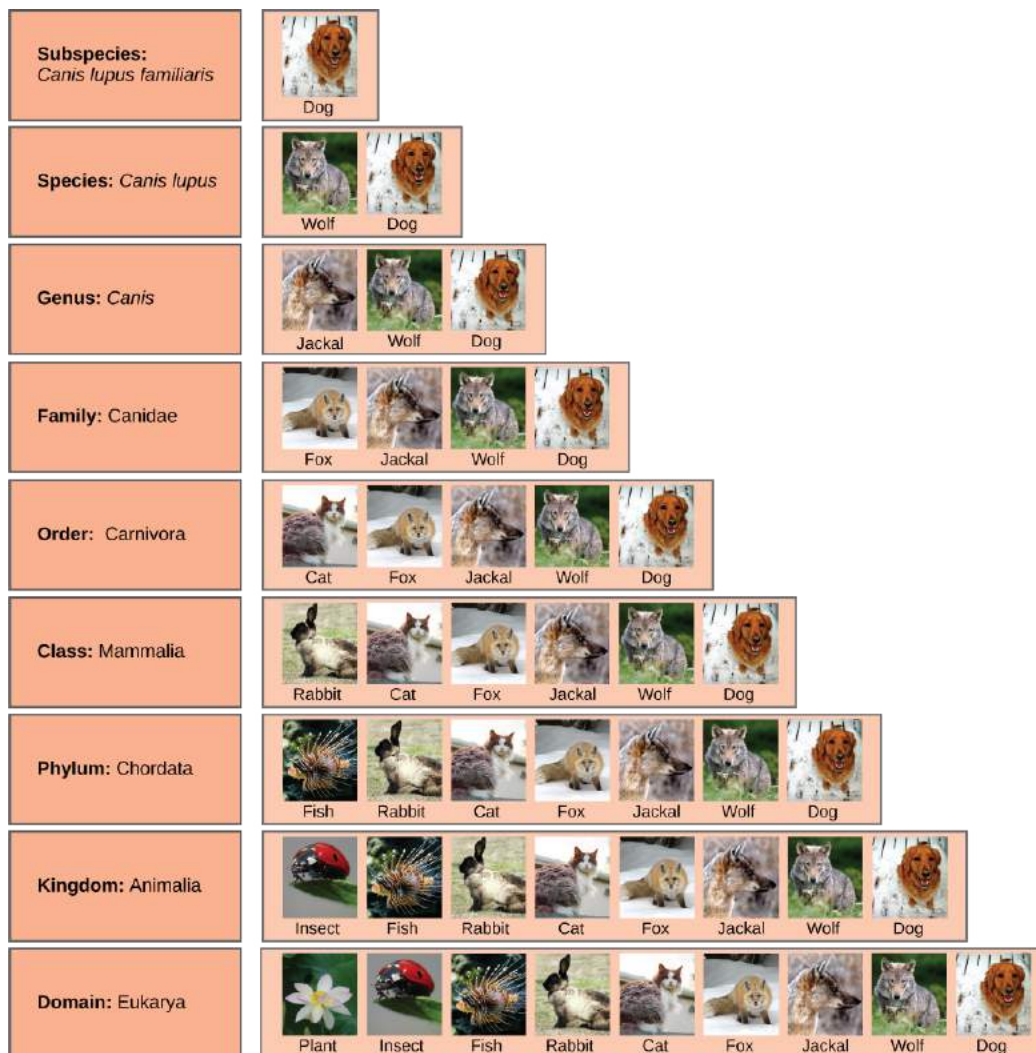 Subspecies:
Canis lupus familiaris
Dog
Species: Canis lupus
Wolf Dog
Genus: Canis
Jackal Wolf Dog
Family: Canidae
Fox Jackal Wolf Dog
Order: Carnivora
Cat Fox Jackal Wolf Dog
Class: Mammalia
Rabbit Cat Fox Jackal Wolf Dog
Phylum: Chordata
Fish Rabbit Cat Fox Jackal Wolf Dog
Kingdom: Animalia
Insect Fish Rabbit Cat Fox Jackal Wolf Dog
Domain: Eukarya
Plant Insect Fish Rabbit Cat Fox Jackal Wolf Dog